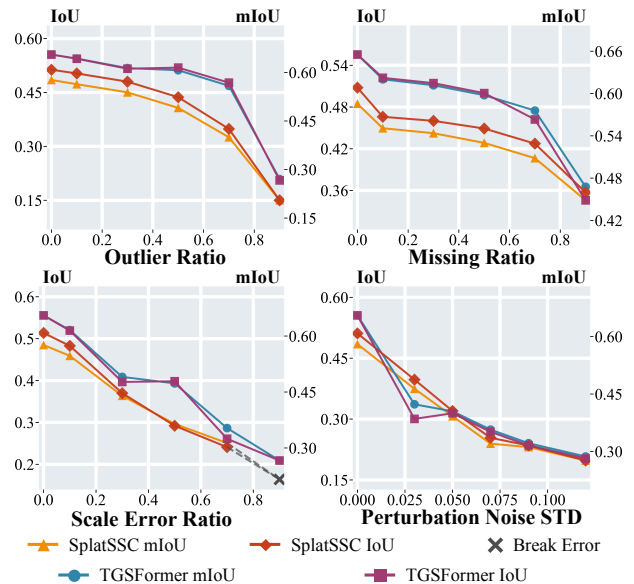 IoU mIoU IoU mIoU
0.60
0.45
0.30
0.15
0.60
0.45
0.30
0.15
0.0 0.2 0.4 0.6 0.8
Outlier Ratio
0.54
0.48
0.42
0.36
0.66
0.60
0.54
0.48
0.42
0.0 0.2 0.4 0.6 0.8
Missing Ratio
IoU mIoU IoU mIoU
0.6
0.5
0.4
0.3
0.2
0.60
0.45
0.30
0.0 0.2 0.4 0.6 0.8
Scale Error Ratio
0.60
0.45
0.30
0.15
0.60
0.45
0.30
0.000 0.025 0.050 0.075 0.100
Perturbation Noise STD
SplatSSC mIoU SplatSSC IoU Break Error
TGSFormer mIoU TGSFormer IoU